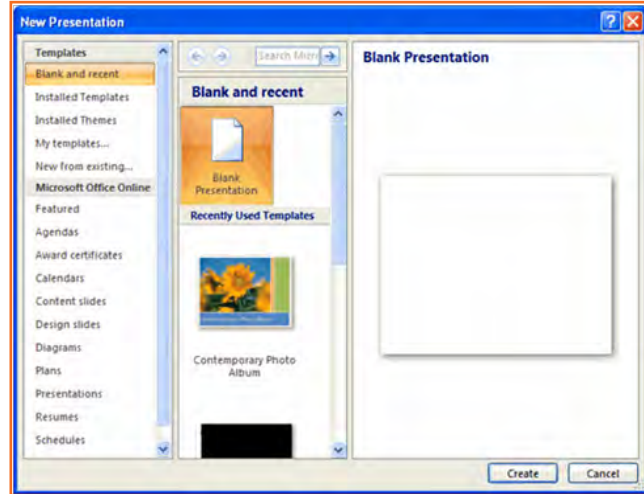 New Presentation
Templates
Blank and recent
Installed Templates
Installed Themes
My templates...
New from existing...
Microsoft Office Online
Featured
Agendas
Award certificates
Calendars
Content slides
Design slides
Diagrams
Plans
Presentations
Resumes
Schedules
Search Micro
Blank and recent
Blank
Presentation
Recently Used Templates
Contemporary Photo
Album
Blank Presentation
Create
Cancel